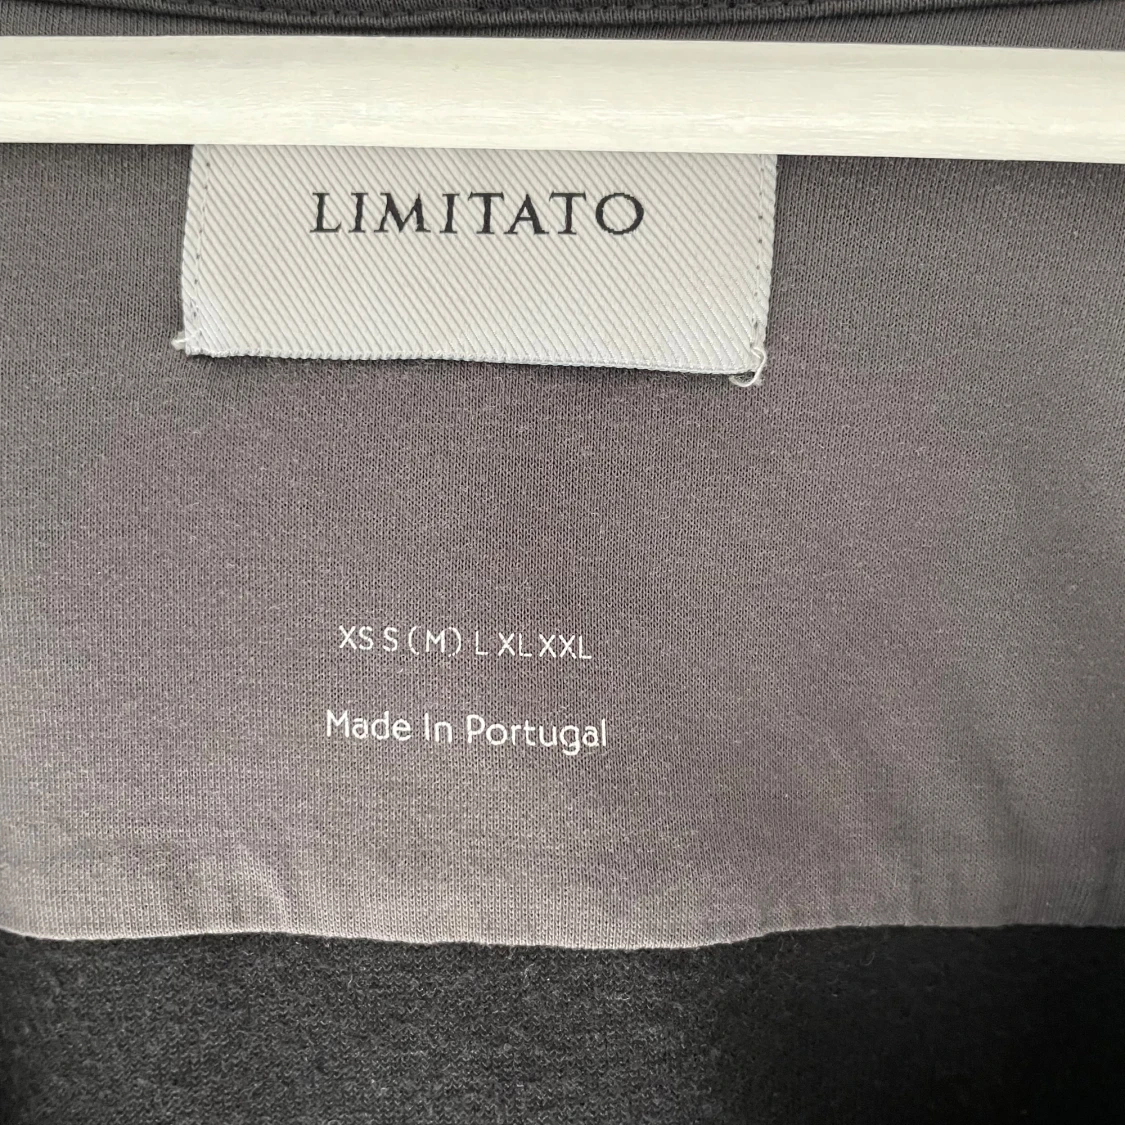 LIMITATO
XS S (M) L XL XXL
Made In Portugal